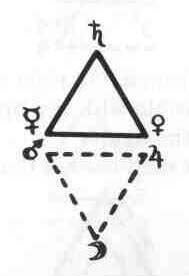 ♄
☿ ♀
♂ ♃
☽